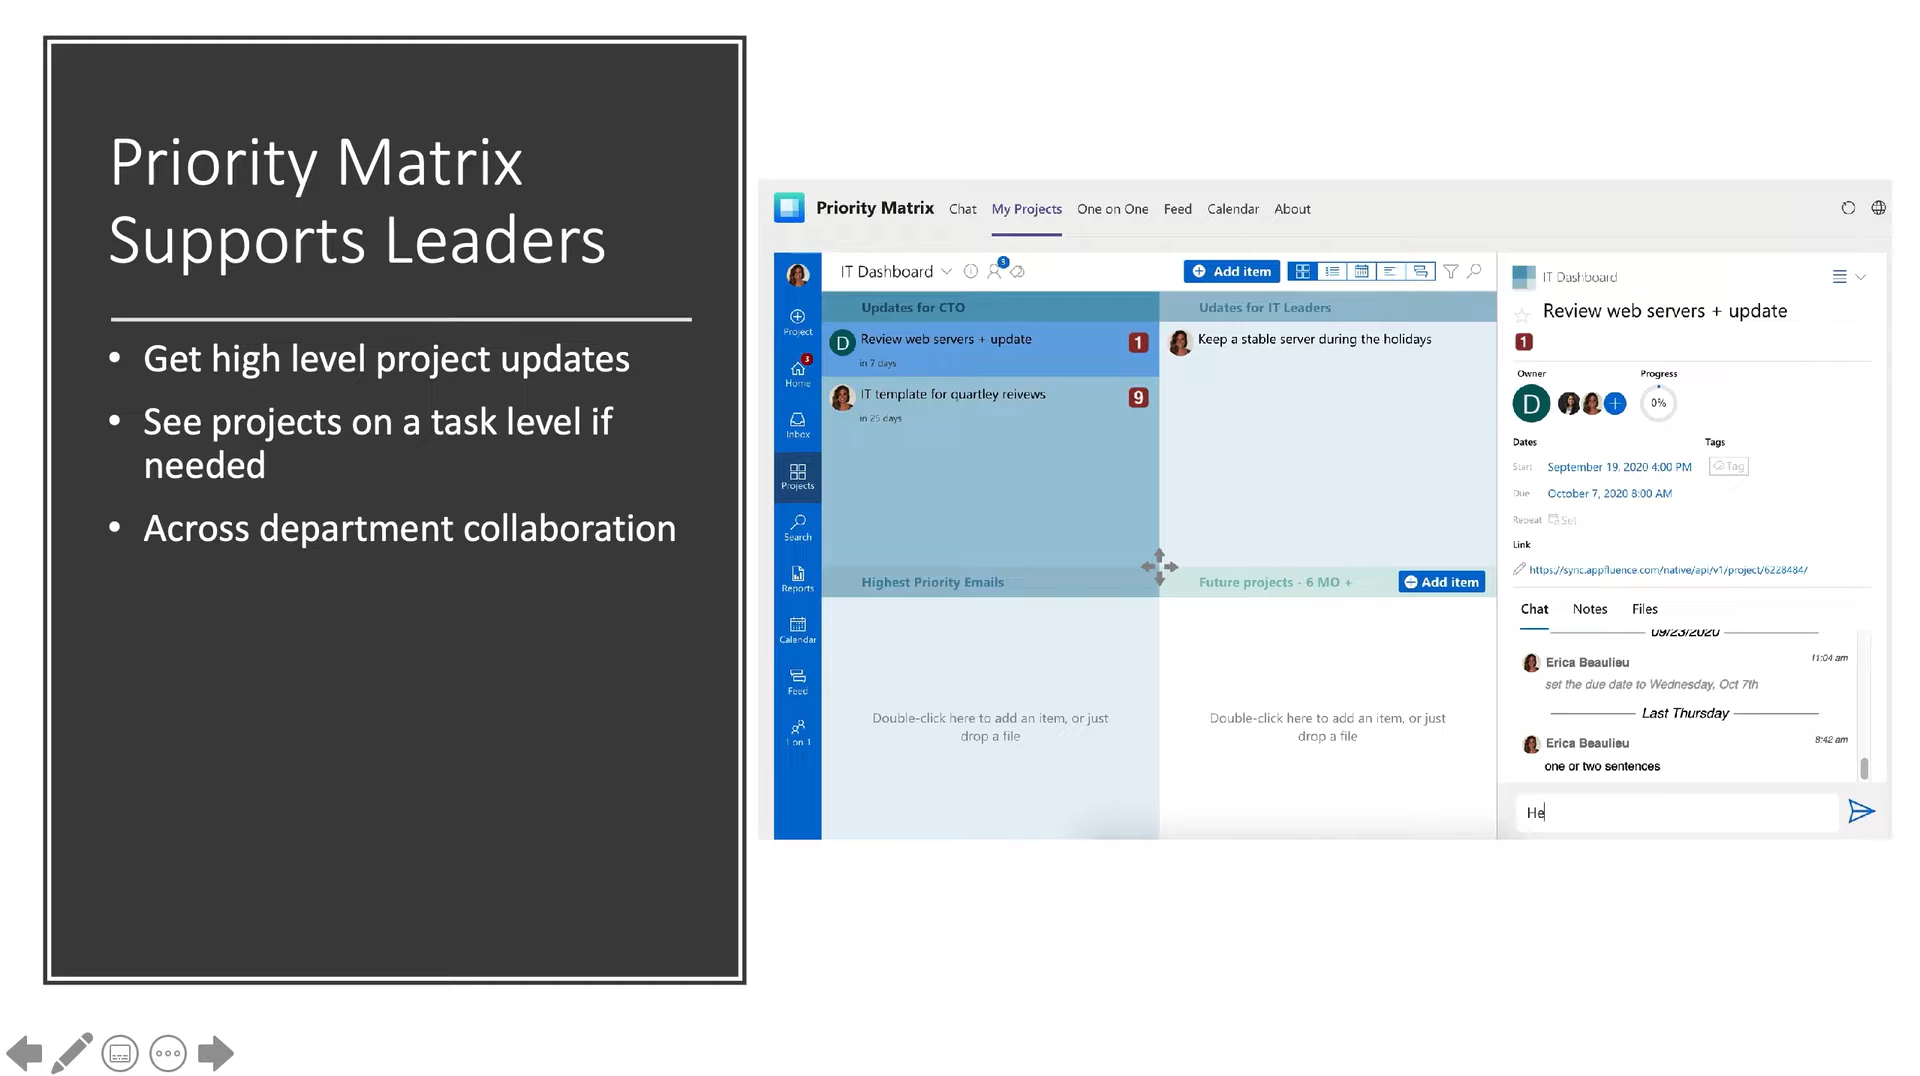 Priority Matrix
Supports Leaders
• Get high level project updates
• See projects on a task level if
needed
• Across department collaboration
Priority Matrix Chat My Projects One on One Feed Calendar About
IT Dashboard 3 Add item
Project
3
Home
Inbox
Projects
Search
Reports
Calendar
Feed
1 on 1
Updates for CTO
D Review web servers + update 1
in 7 days
IT template for quartley reivews 9
in 25 days
Udates for IT Leaders
Keep a stable server during the holidays
Highest Priority Emails
Double-click here to add an item, or just
drop a file
Future projects - 6 MO + Add item
Double-click here to add an item, or just
drop a file
IT Dashboard
Review web servers + update
1
Owner Progress
D 0%
Dates Tags
Start September 19, 2020 4:00 PM Tag
Due October 7, 2020 8:00 AM
Repeat Set
Link
https://sync.appfluence.com/native/api/v1/project/6228484/
Chat Notes Files
09/23/2020
Erica Beaulieu 11:04 am
set the due date to Wednesday, Oct 7th
Last Thursday
Erica Beaulieu 8:42 am
one or two sentences
He